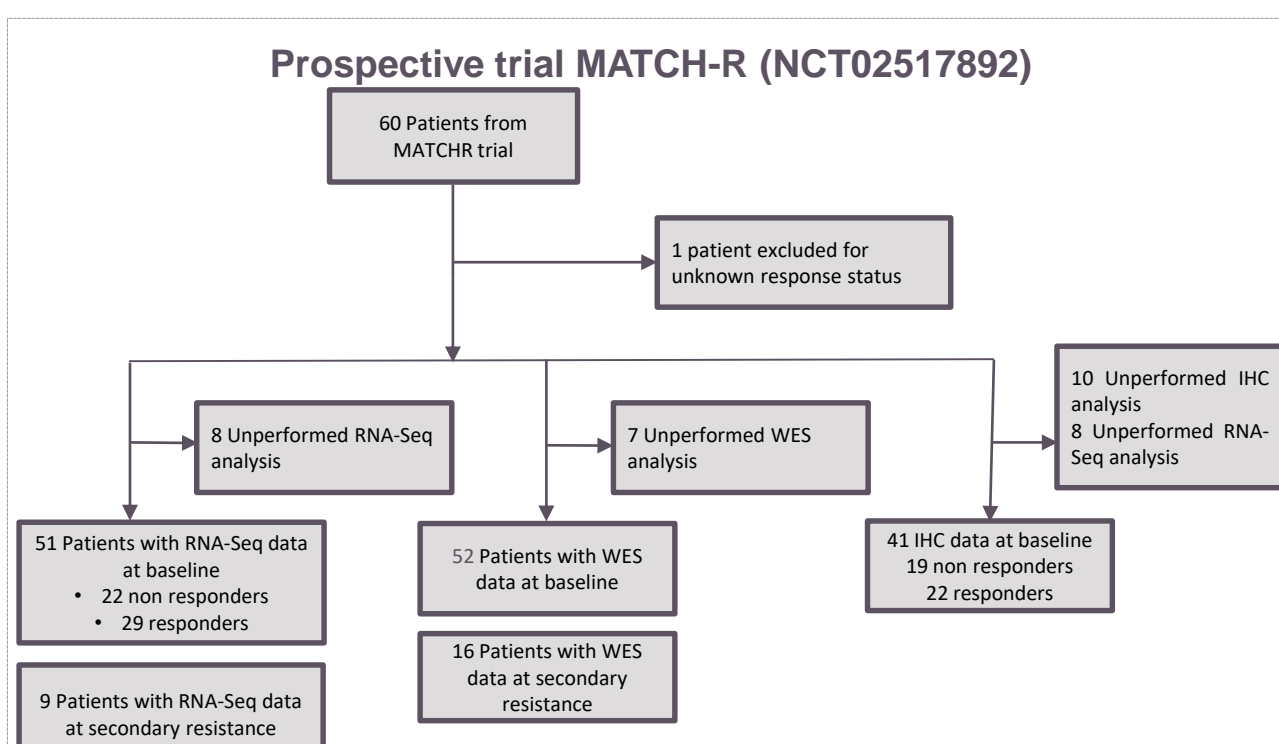 Prospective trial MATCH-R (NCT02517892)
60 Patients from
MATCHR trial
1 patient excluded for
unknown response status
8 Unperformed RNA-Seq
analysis
7 Unperformed WES
analysis
10 Unperformed IHC
analysis
8 Unperformed RNA-
Seq analysis
51 Patients with RNA-Seq data
at baseline
• 22 non responders
• 29 responders
52 Patients with WES
data at baseline
41 IHC data at baseline
19 non responders
22 responders
9 Patients with RNA-Seq data
at secondary resistance
16 Patients with WES
data at secondary
resistance